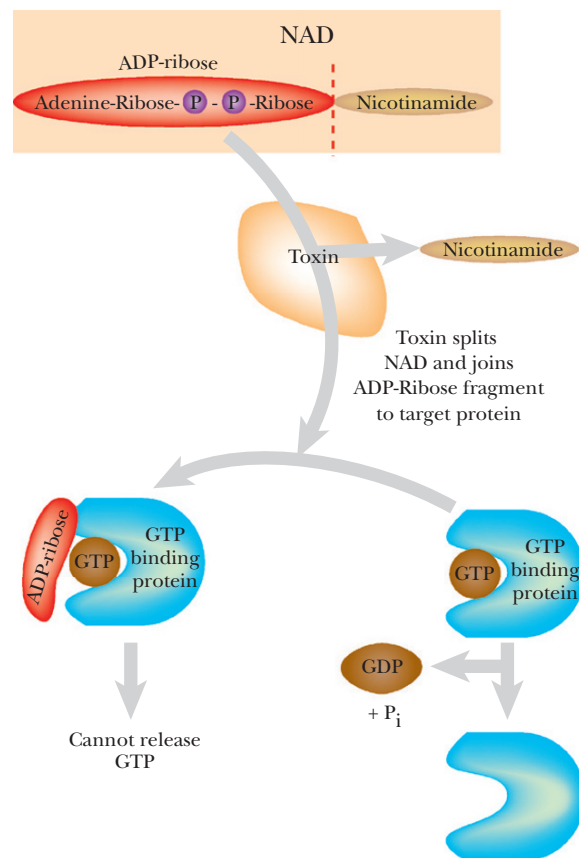 NAD
ADP-ribose
Adenine-Ribose- P - P -Ribose
Nicotinamide
Toxin
Nicotinamide
Toxin splits
NAD and joins
ADP-Ribose fragment
to target protein
ADP-ribose
GTP
GTP
binding
protein
GTP
GTP
binding
protein
GDP
+ Pi
Cannot release
GTP